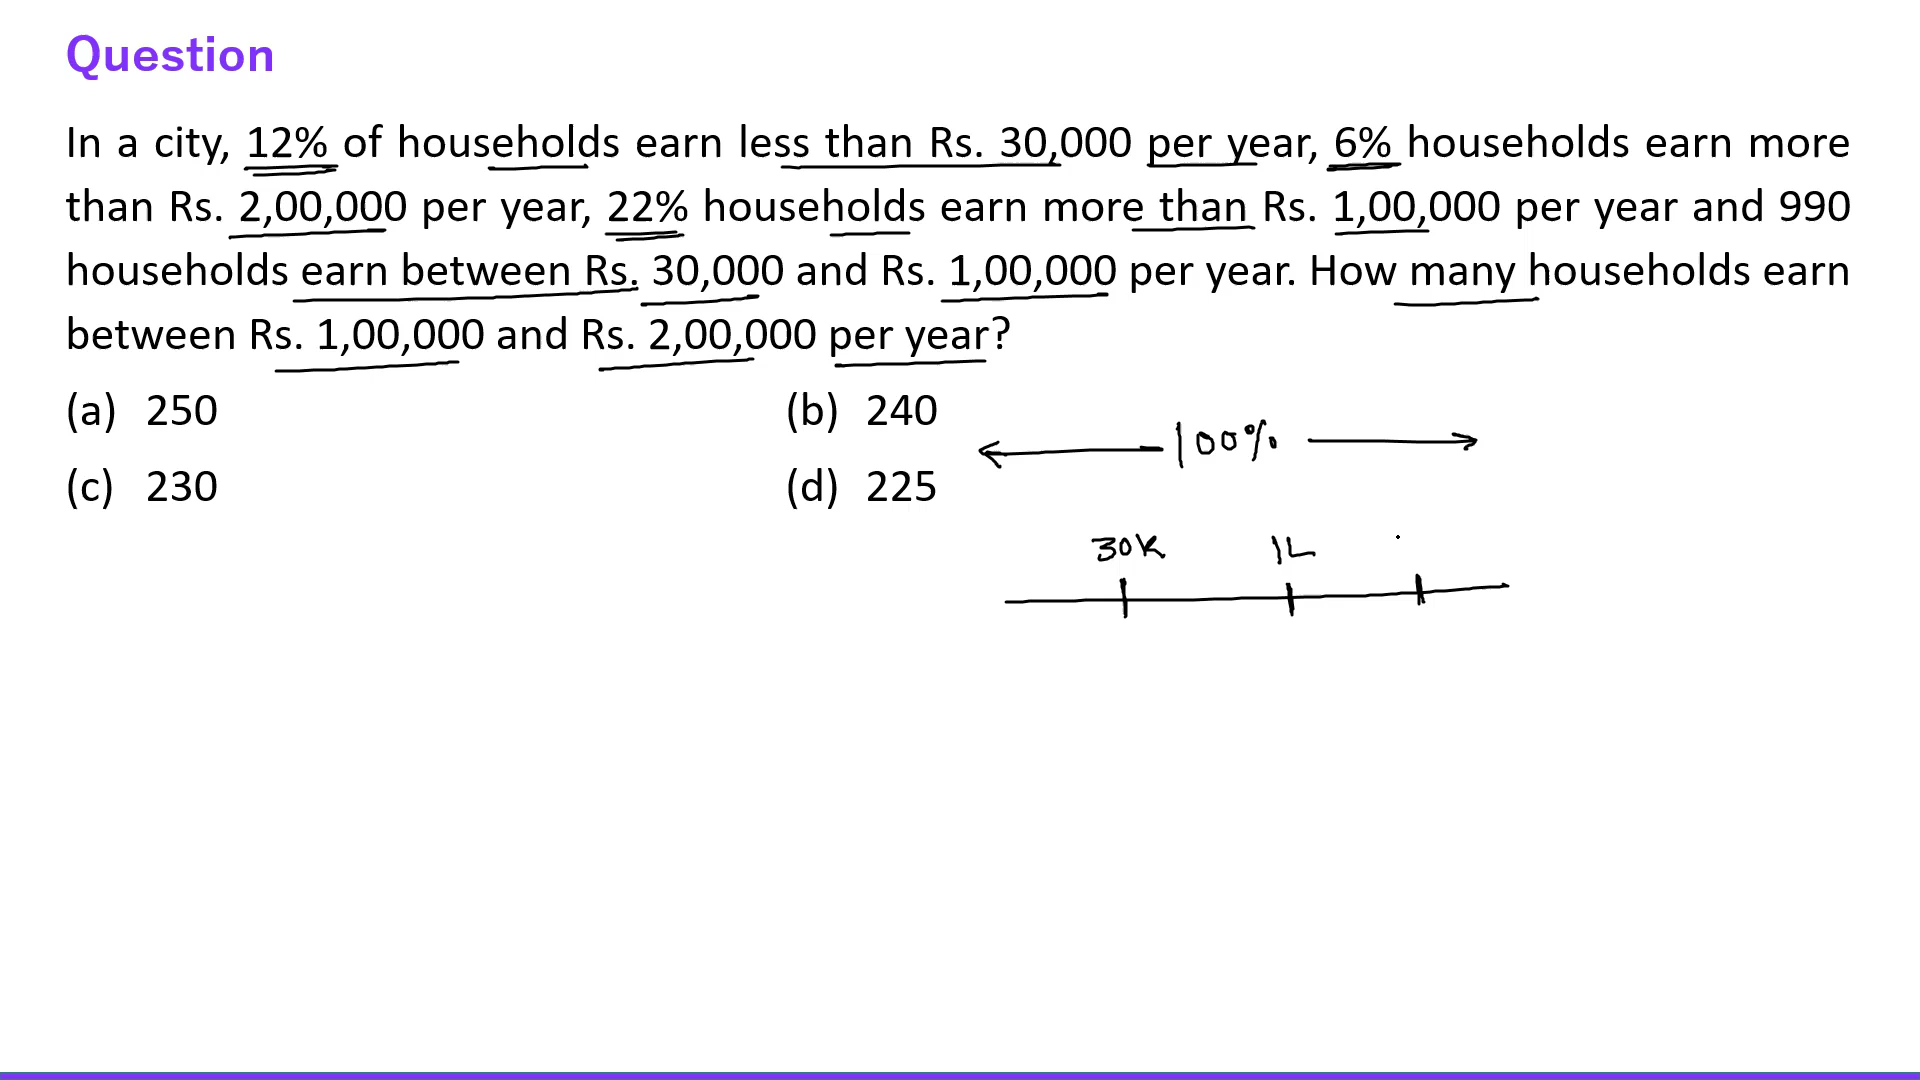 Question
In a city, 12% of households earn less than Rs. 30,000 per year, 6% households earn more
than Rs. 2,00,000 per year, 22% households earn more than Rs. 1,00,000 per year and 990
households earn between Rs. 30,000 and Rs. 1,00,000 per year. How many households earn
between Rs. 1,00,000 and Rs. 2,00,000 per year?
(a) 250 (b) 240
100%
(c) 230 (d) 225
30K 1L